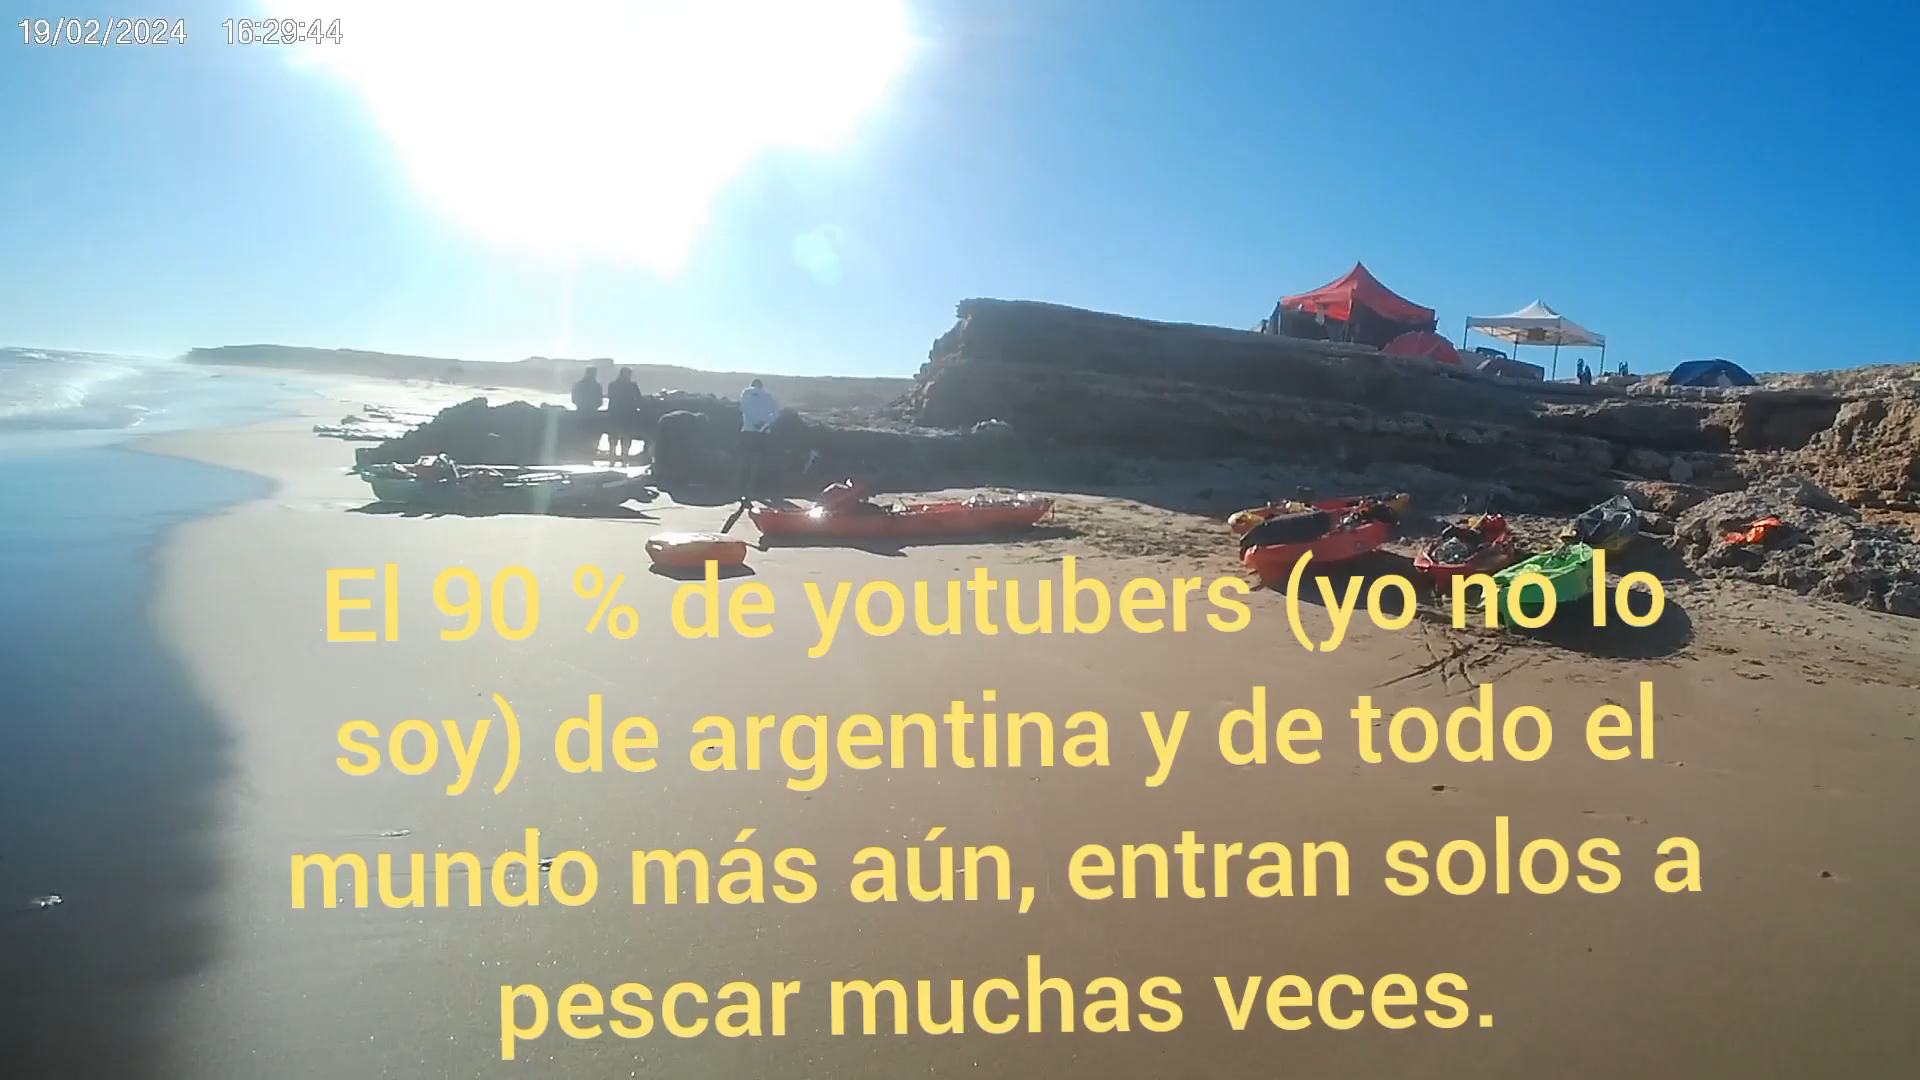 19/02/2024 16:29:44
El 90 % de youtubers (yo no lo
soy) de argentina y de todo el
mundo más aún, entran solos a
pescar muchas veces.